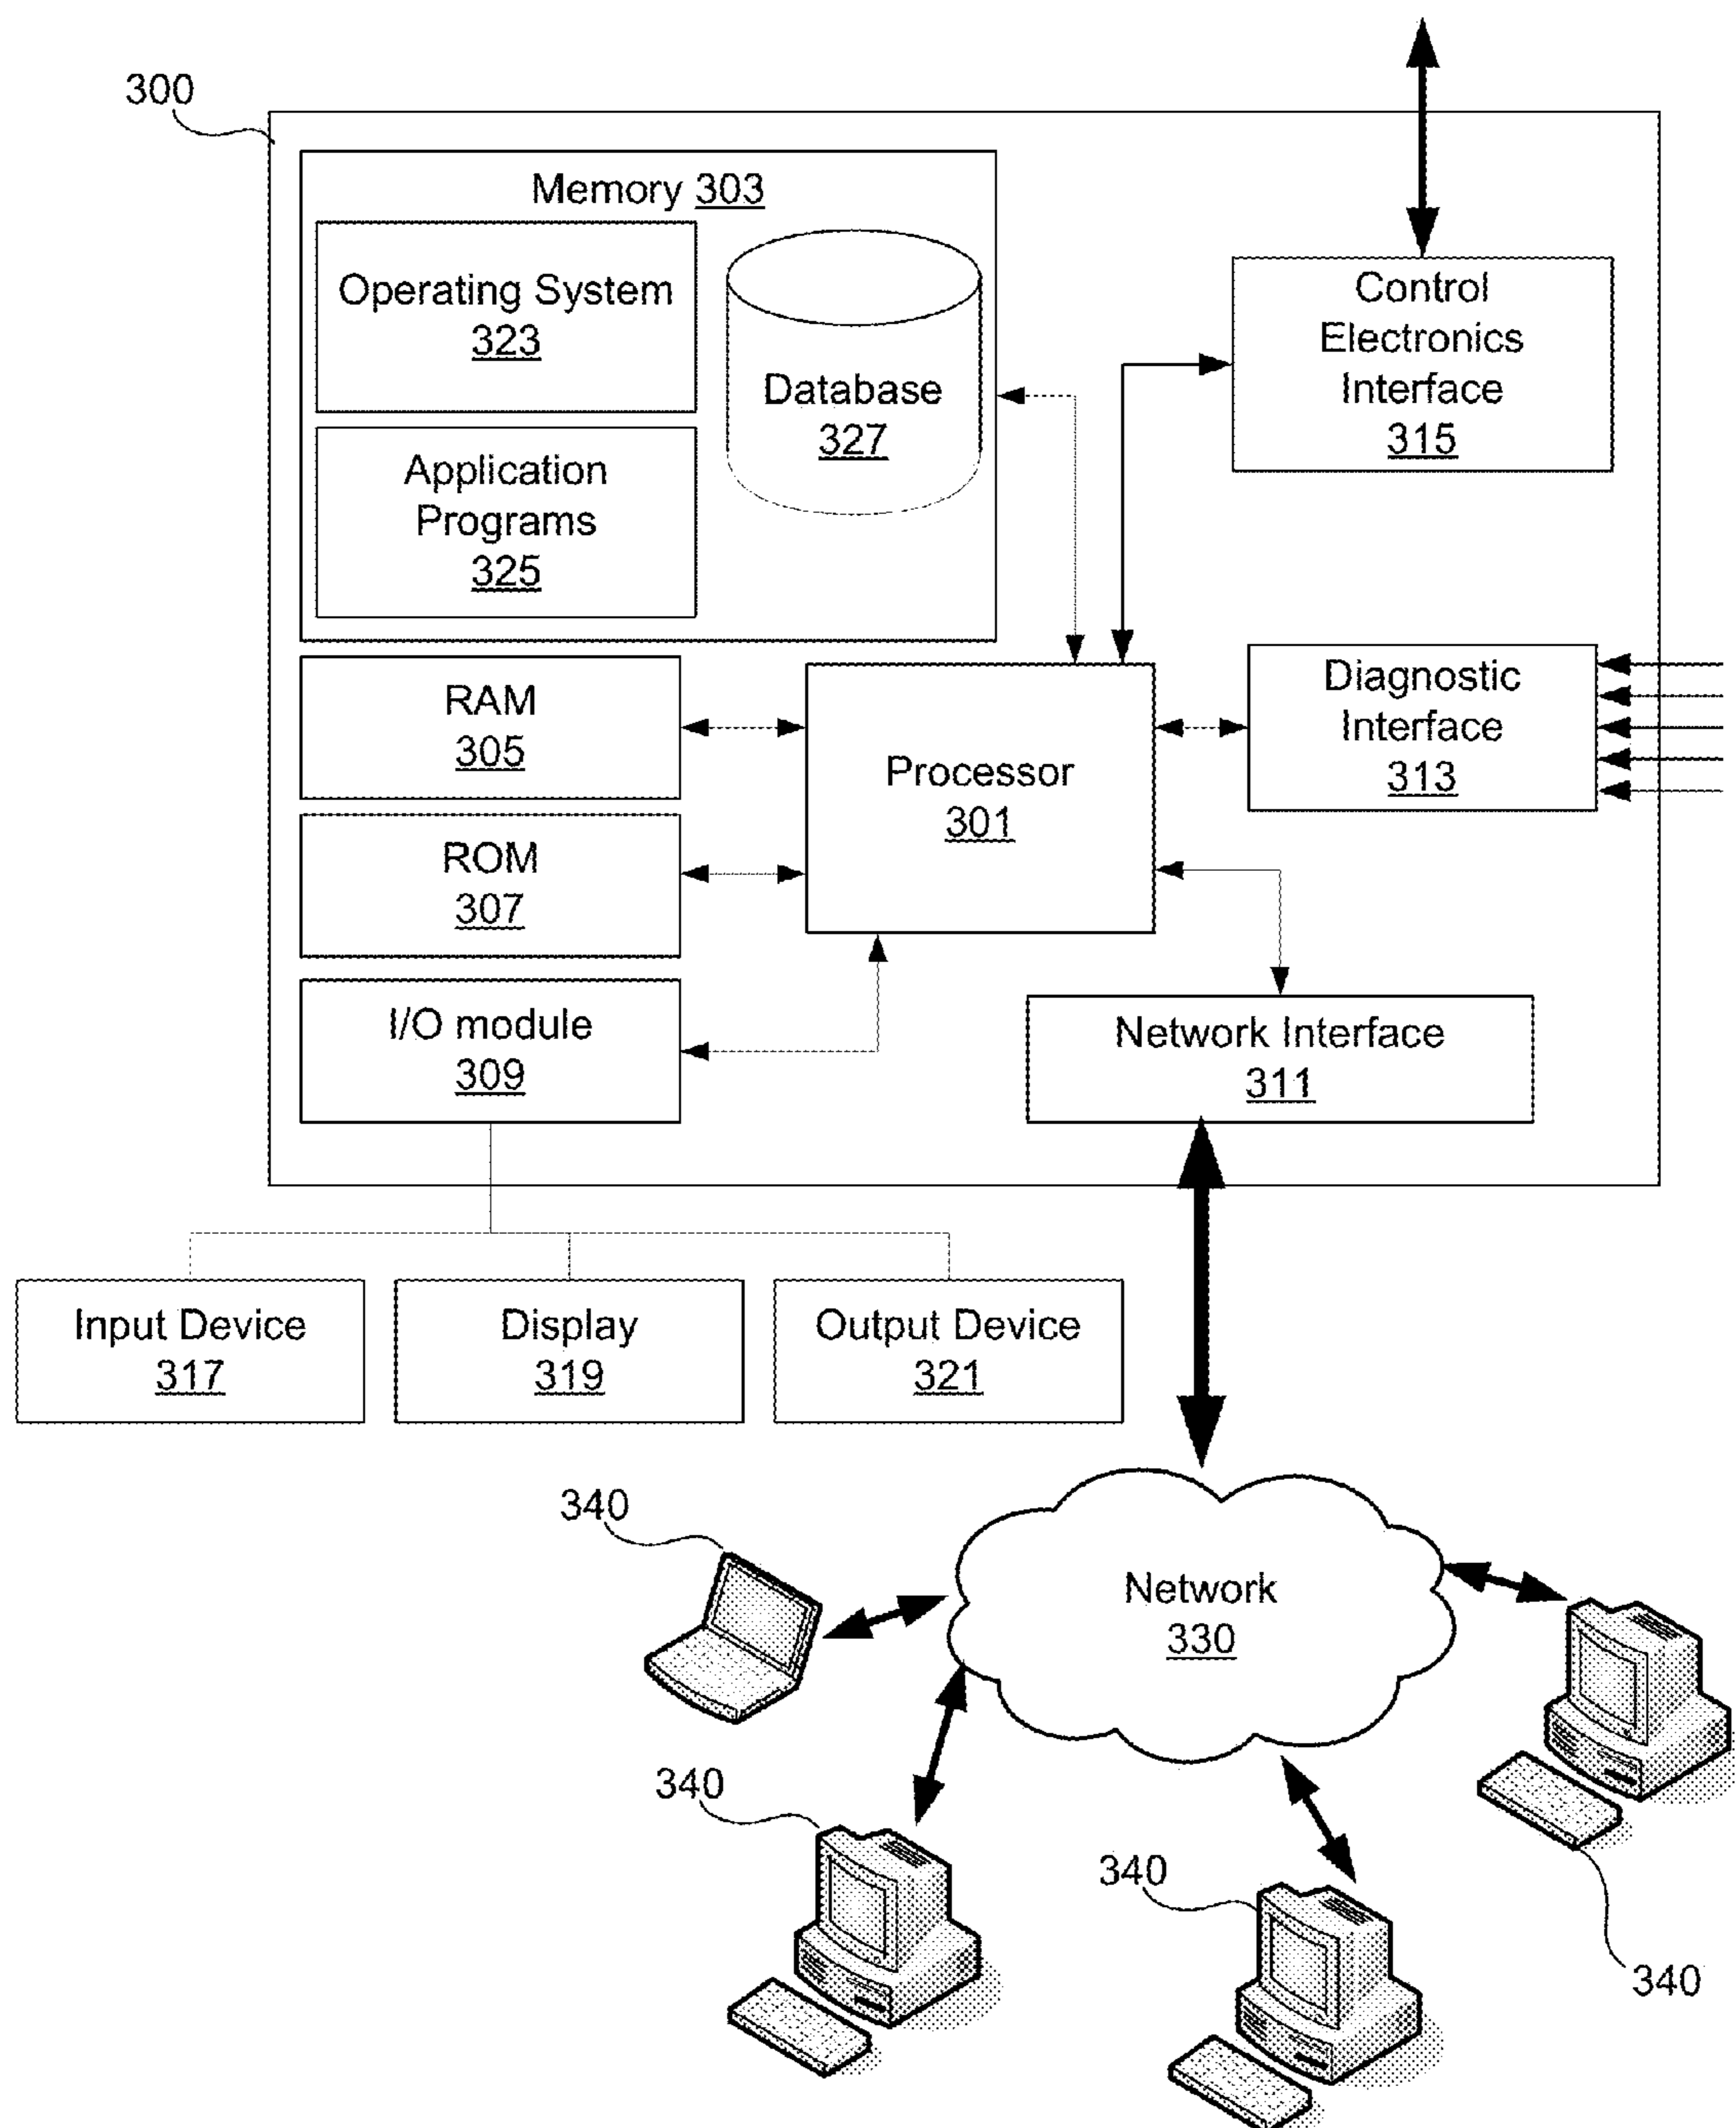 300
Memory 303
Operating System
323
Database
327
Application
Programs
325
Control
Electronics
Interface
315
RAM
305
Processor
301
Diagnostic
Interface
313
ROM
307
I/O module
309
Network Interface
311
Input Device
317
Display
319
Output Device
321
340
Network
330
340
340
340